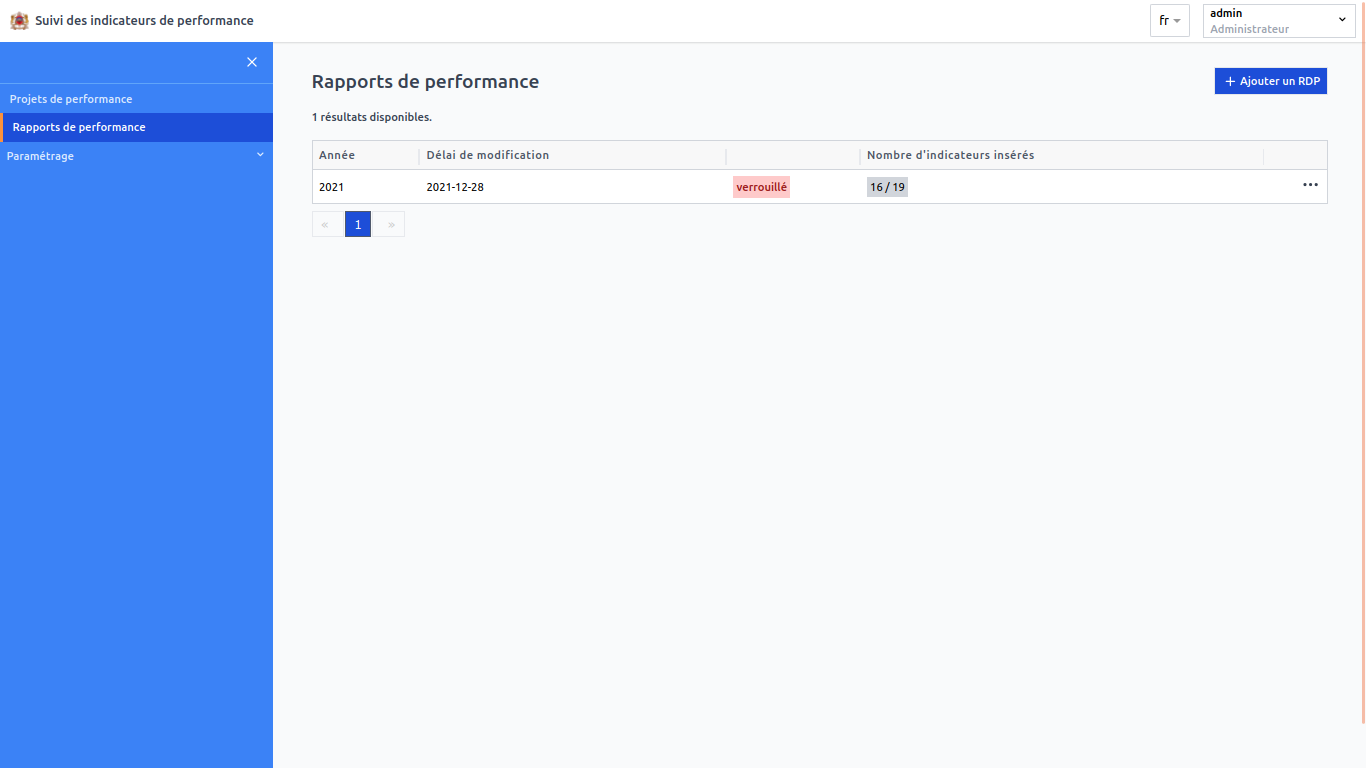 Suivi des indicateurs de performance
fr
admin
Administrateur
Projets de performance
Rapports de performance
Paramétrage
Rapports de performance
+ Ajouter un RDP
1 résultats disponibles.
Année Délai de modification Nombre d'indicateurs insérés
2021 2021-12-28 verrouillé 16 / 19 •••
« 1 »